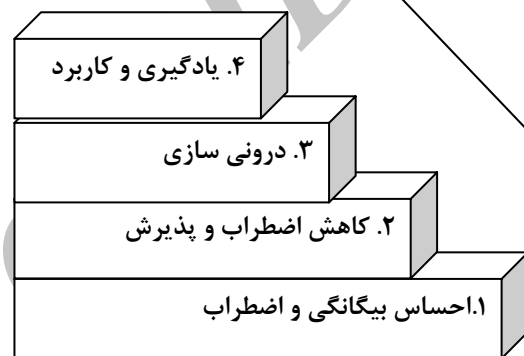 ۴. یادگیری و کاربرد
۳. درونی سازی
۲. کاهش اضطراب و پذیرش
۱.احساس بیگانگی و اضطراب